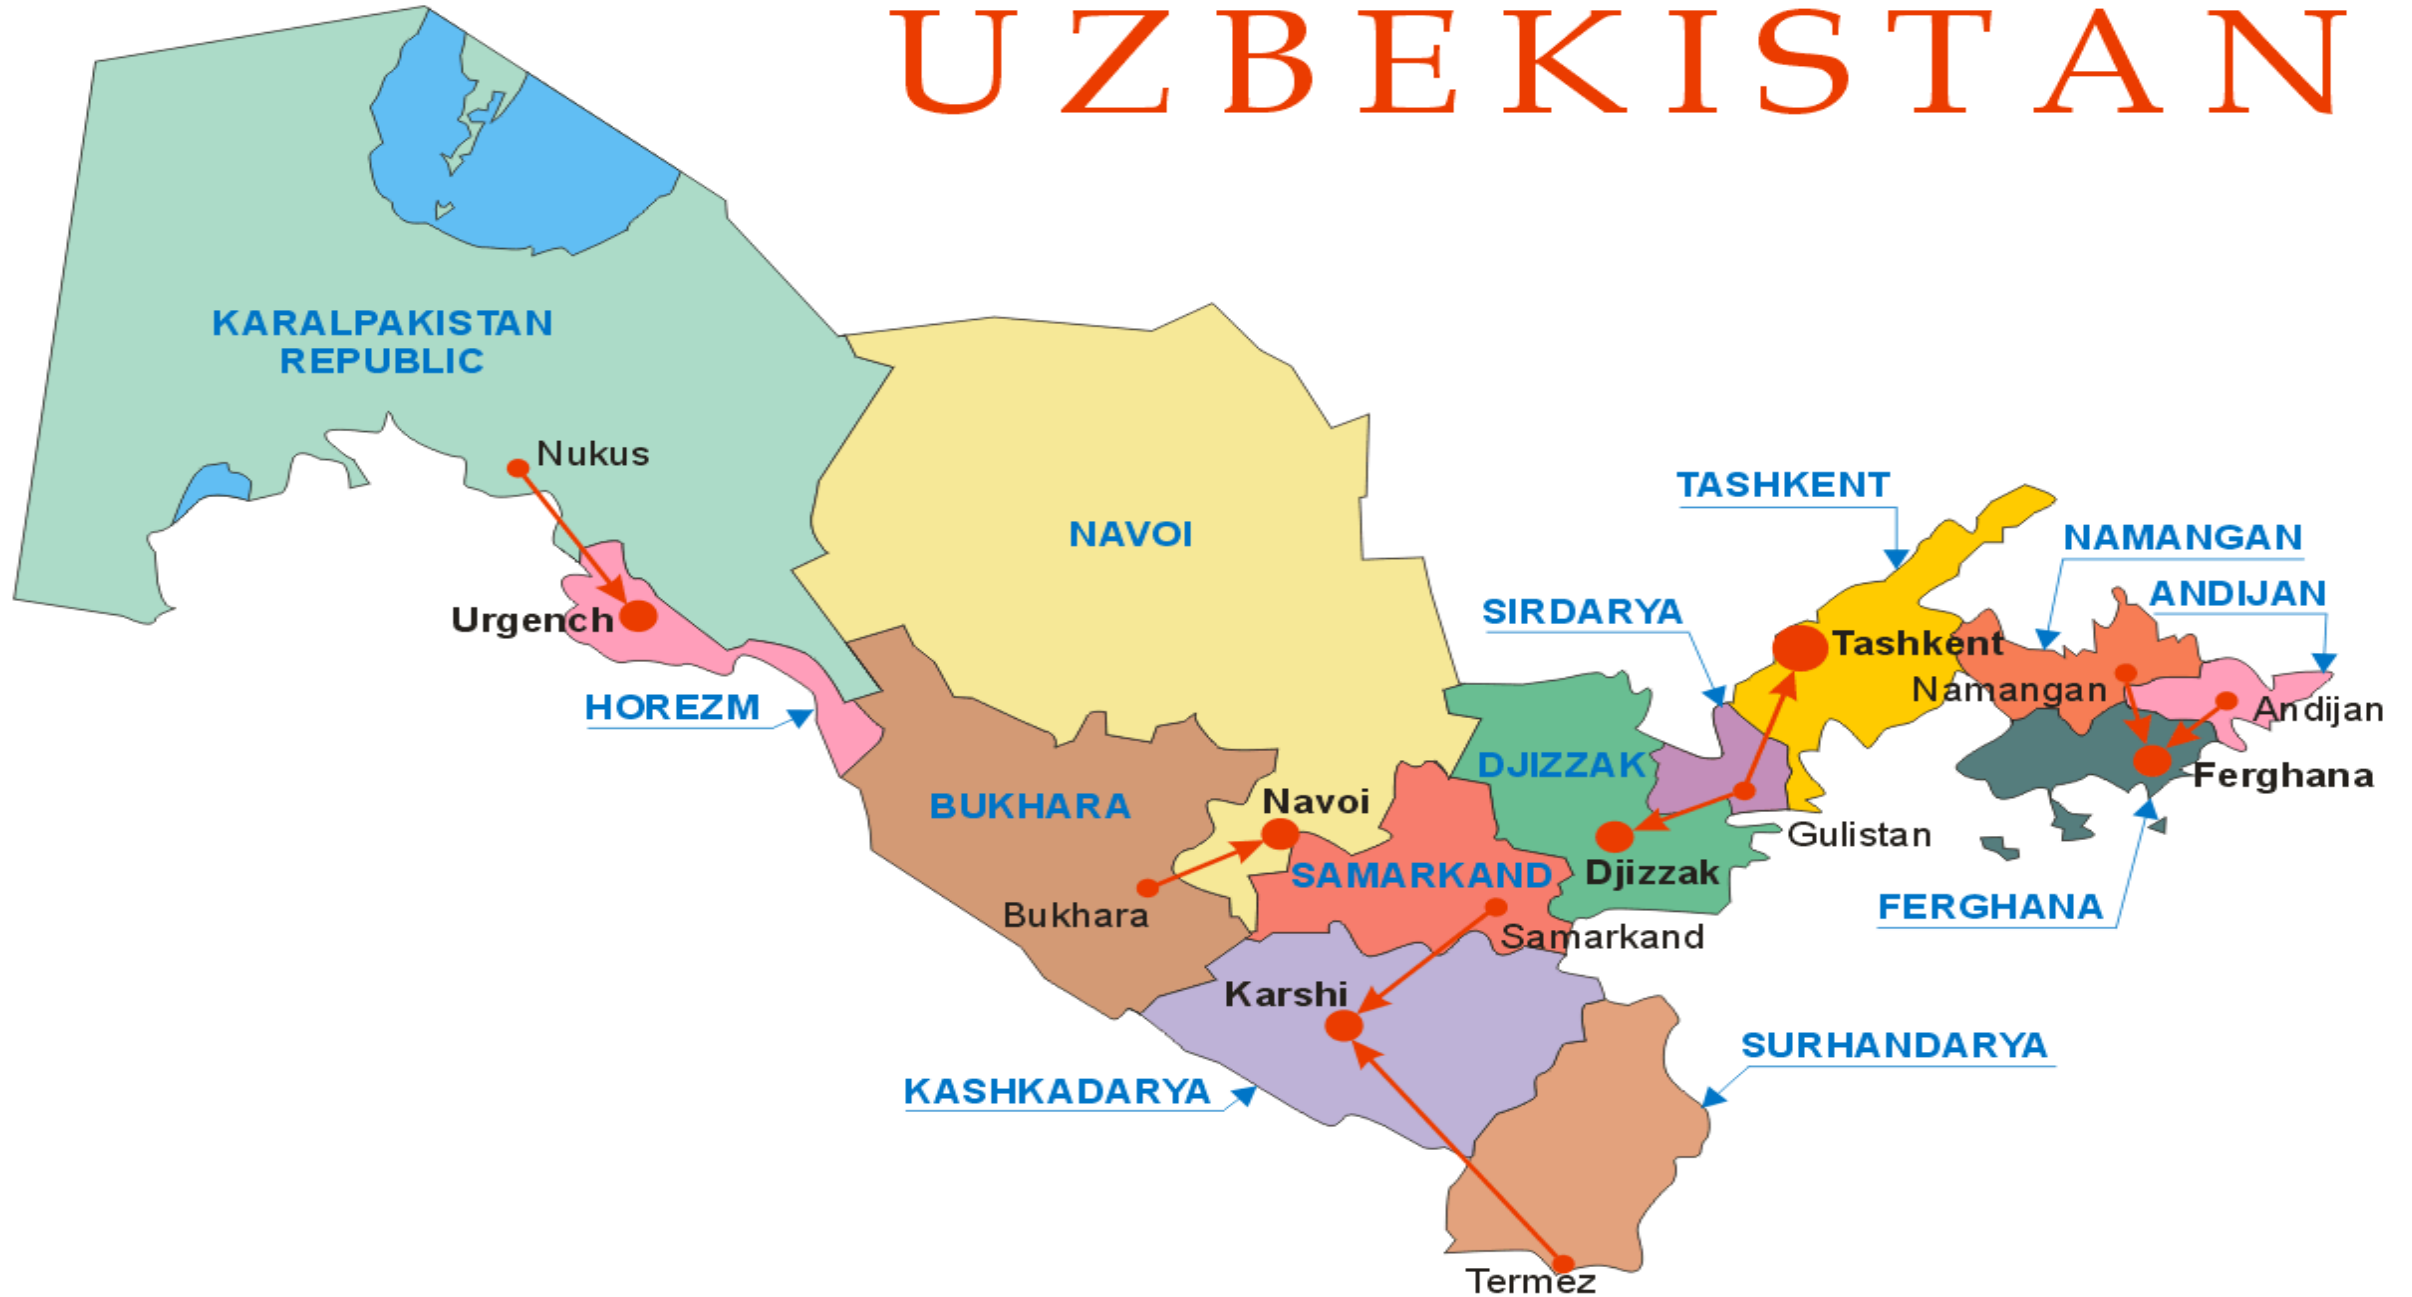 UZBEKISTAN
KARALPAKISTAN
REPUBLIC
Nukus
TASHKENT
NAVOI
NAMANGAN
ANDIJAN
SIRDARYA
Urgench
Tashkent
Namangan
HOREZM
Andijan
DJIZZAK
Ferghana
BUKHARA
Navoi
Gulistan
SAMARKAND
Djizzak
Bukhara
FERGHANA
Samarkand
Karshi
SURHANDARYA
KASHKADARYA
Termez